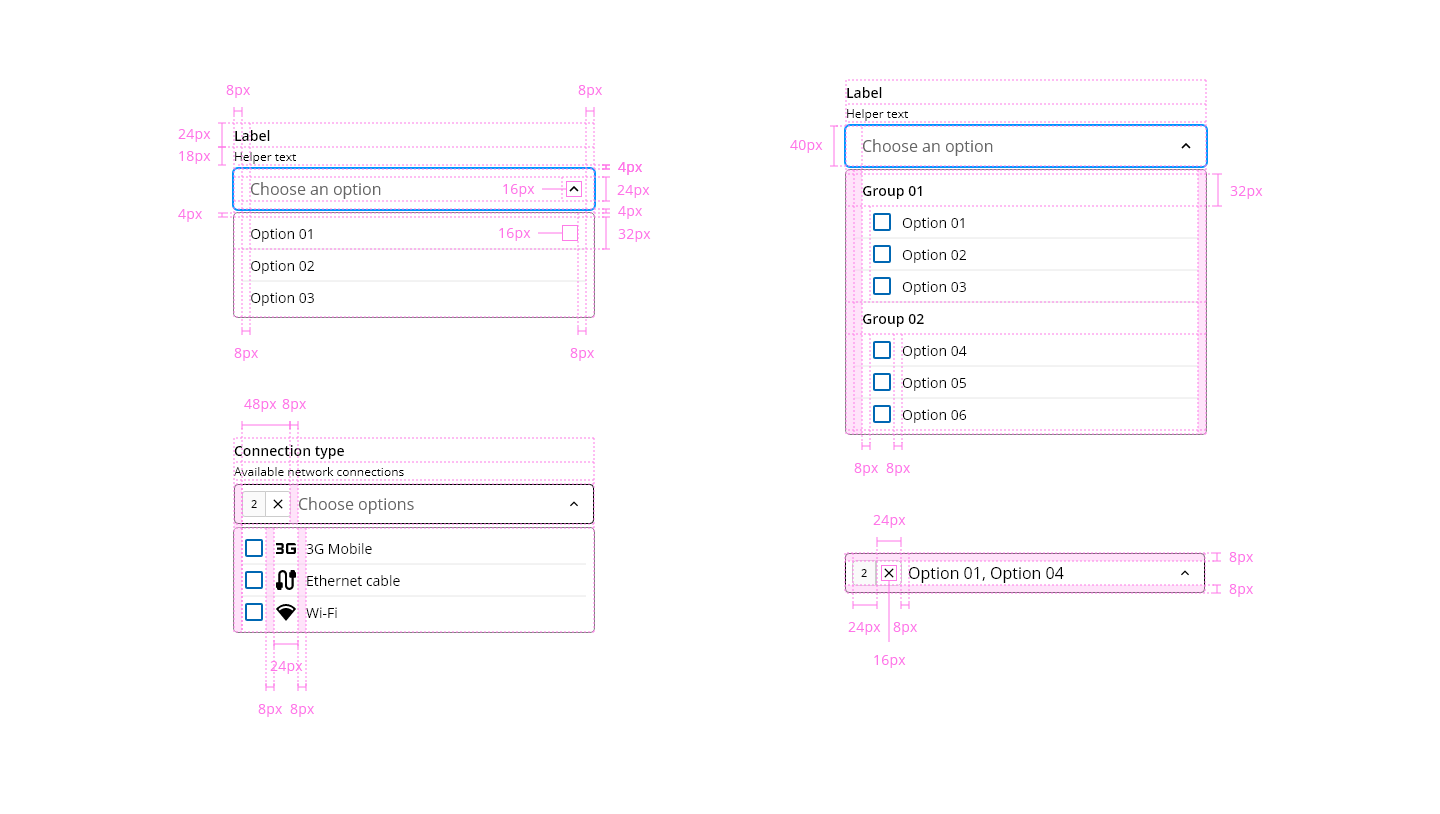 8px 8px
24px
Label
18px
Helper text
4px
Choose an option
16px
24px
4px
4px
Option 01
16px
32px
Option 02
Option 03
8px 8px
Label
Helper text
40px
Choose an option
Group 01
32px
Option 01
Option 02
Option 03
Group 02
Option 04
Option 05
Option 06
8px 8px
48px 8px
Connection type
Available network connections
2
Choose options
3G
3G Mobile
Ethernet cable
Wi-Fi
24px
8px 8px
24px
8px
2
Option 01, Option 04
8px
24px 8px
16px